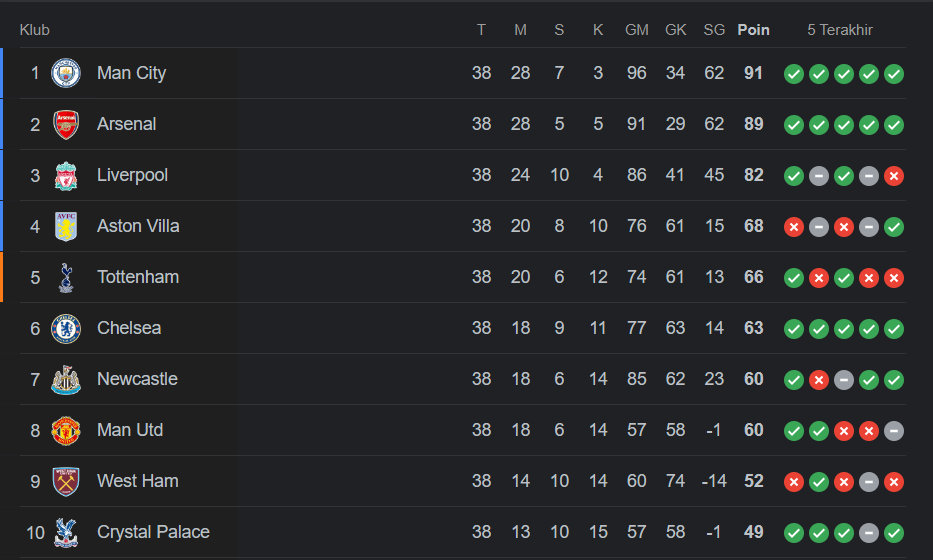 Klub T M S K GM GK SG Poin 5 Terakhir
1 Man City 38 28 7 3 96 34 62 91
2 Arsenal 38 28 5 5 91 29 62 89
3 Liverpool 38 24 10 4 86 41 45 82
4 Aston Villa 38 20 8 10 76 61 15 68
5 Tottenham 38 20 6 12 74 61 13 66
6 Chelsea 38 18 9 11 77 63 14 63
7 Newcastle 38 18 6 14 85 62 23 60
8 Man Utd 38 18 6 14 57 58 -1 60
9 West Ham 38 14 10 14 60 74 -14 52
10 Crystal Palace 38 13 10 15 57 58 -1 49